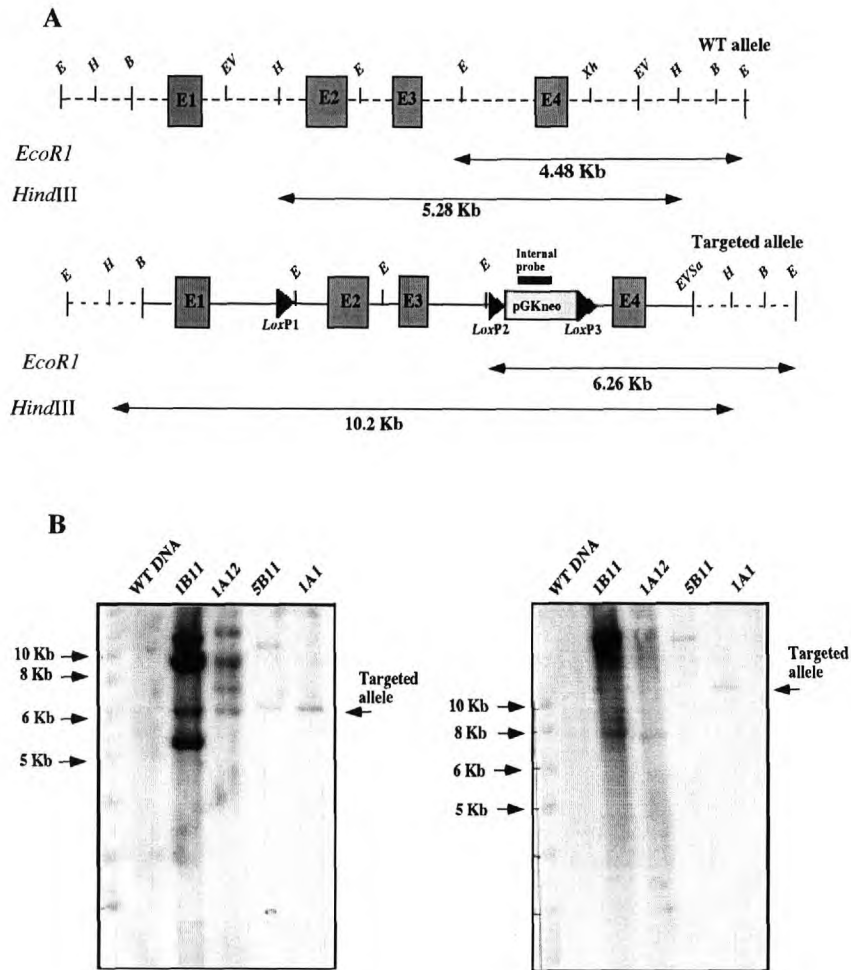 A
WT allele
E H B EV H E E Xh EV H B E
E1 E2 E3 E4
EcoR1
4.48 Kb
HindIII
5.28 Kb
Targeted allele
E H B E E E EVSa H B E
Internal
probe
E1 E2 E3 pGKneo E4
LoxP1 LoxP2 LoxP3
EcoR1
6.26 Kb
HindIII
10.2 Kb
B
WT DNA 1B11 1A12 5B11 1A1
10 Kb
8 Kb
6 Kb
5 Kb
Targeted
allele
WT DNA 1B11 1A12 5B11 1A1
10 Kb
8 Kb
6 Kb
5 Kb
Targeted
allele